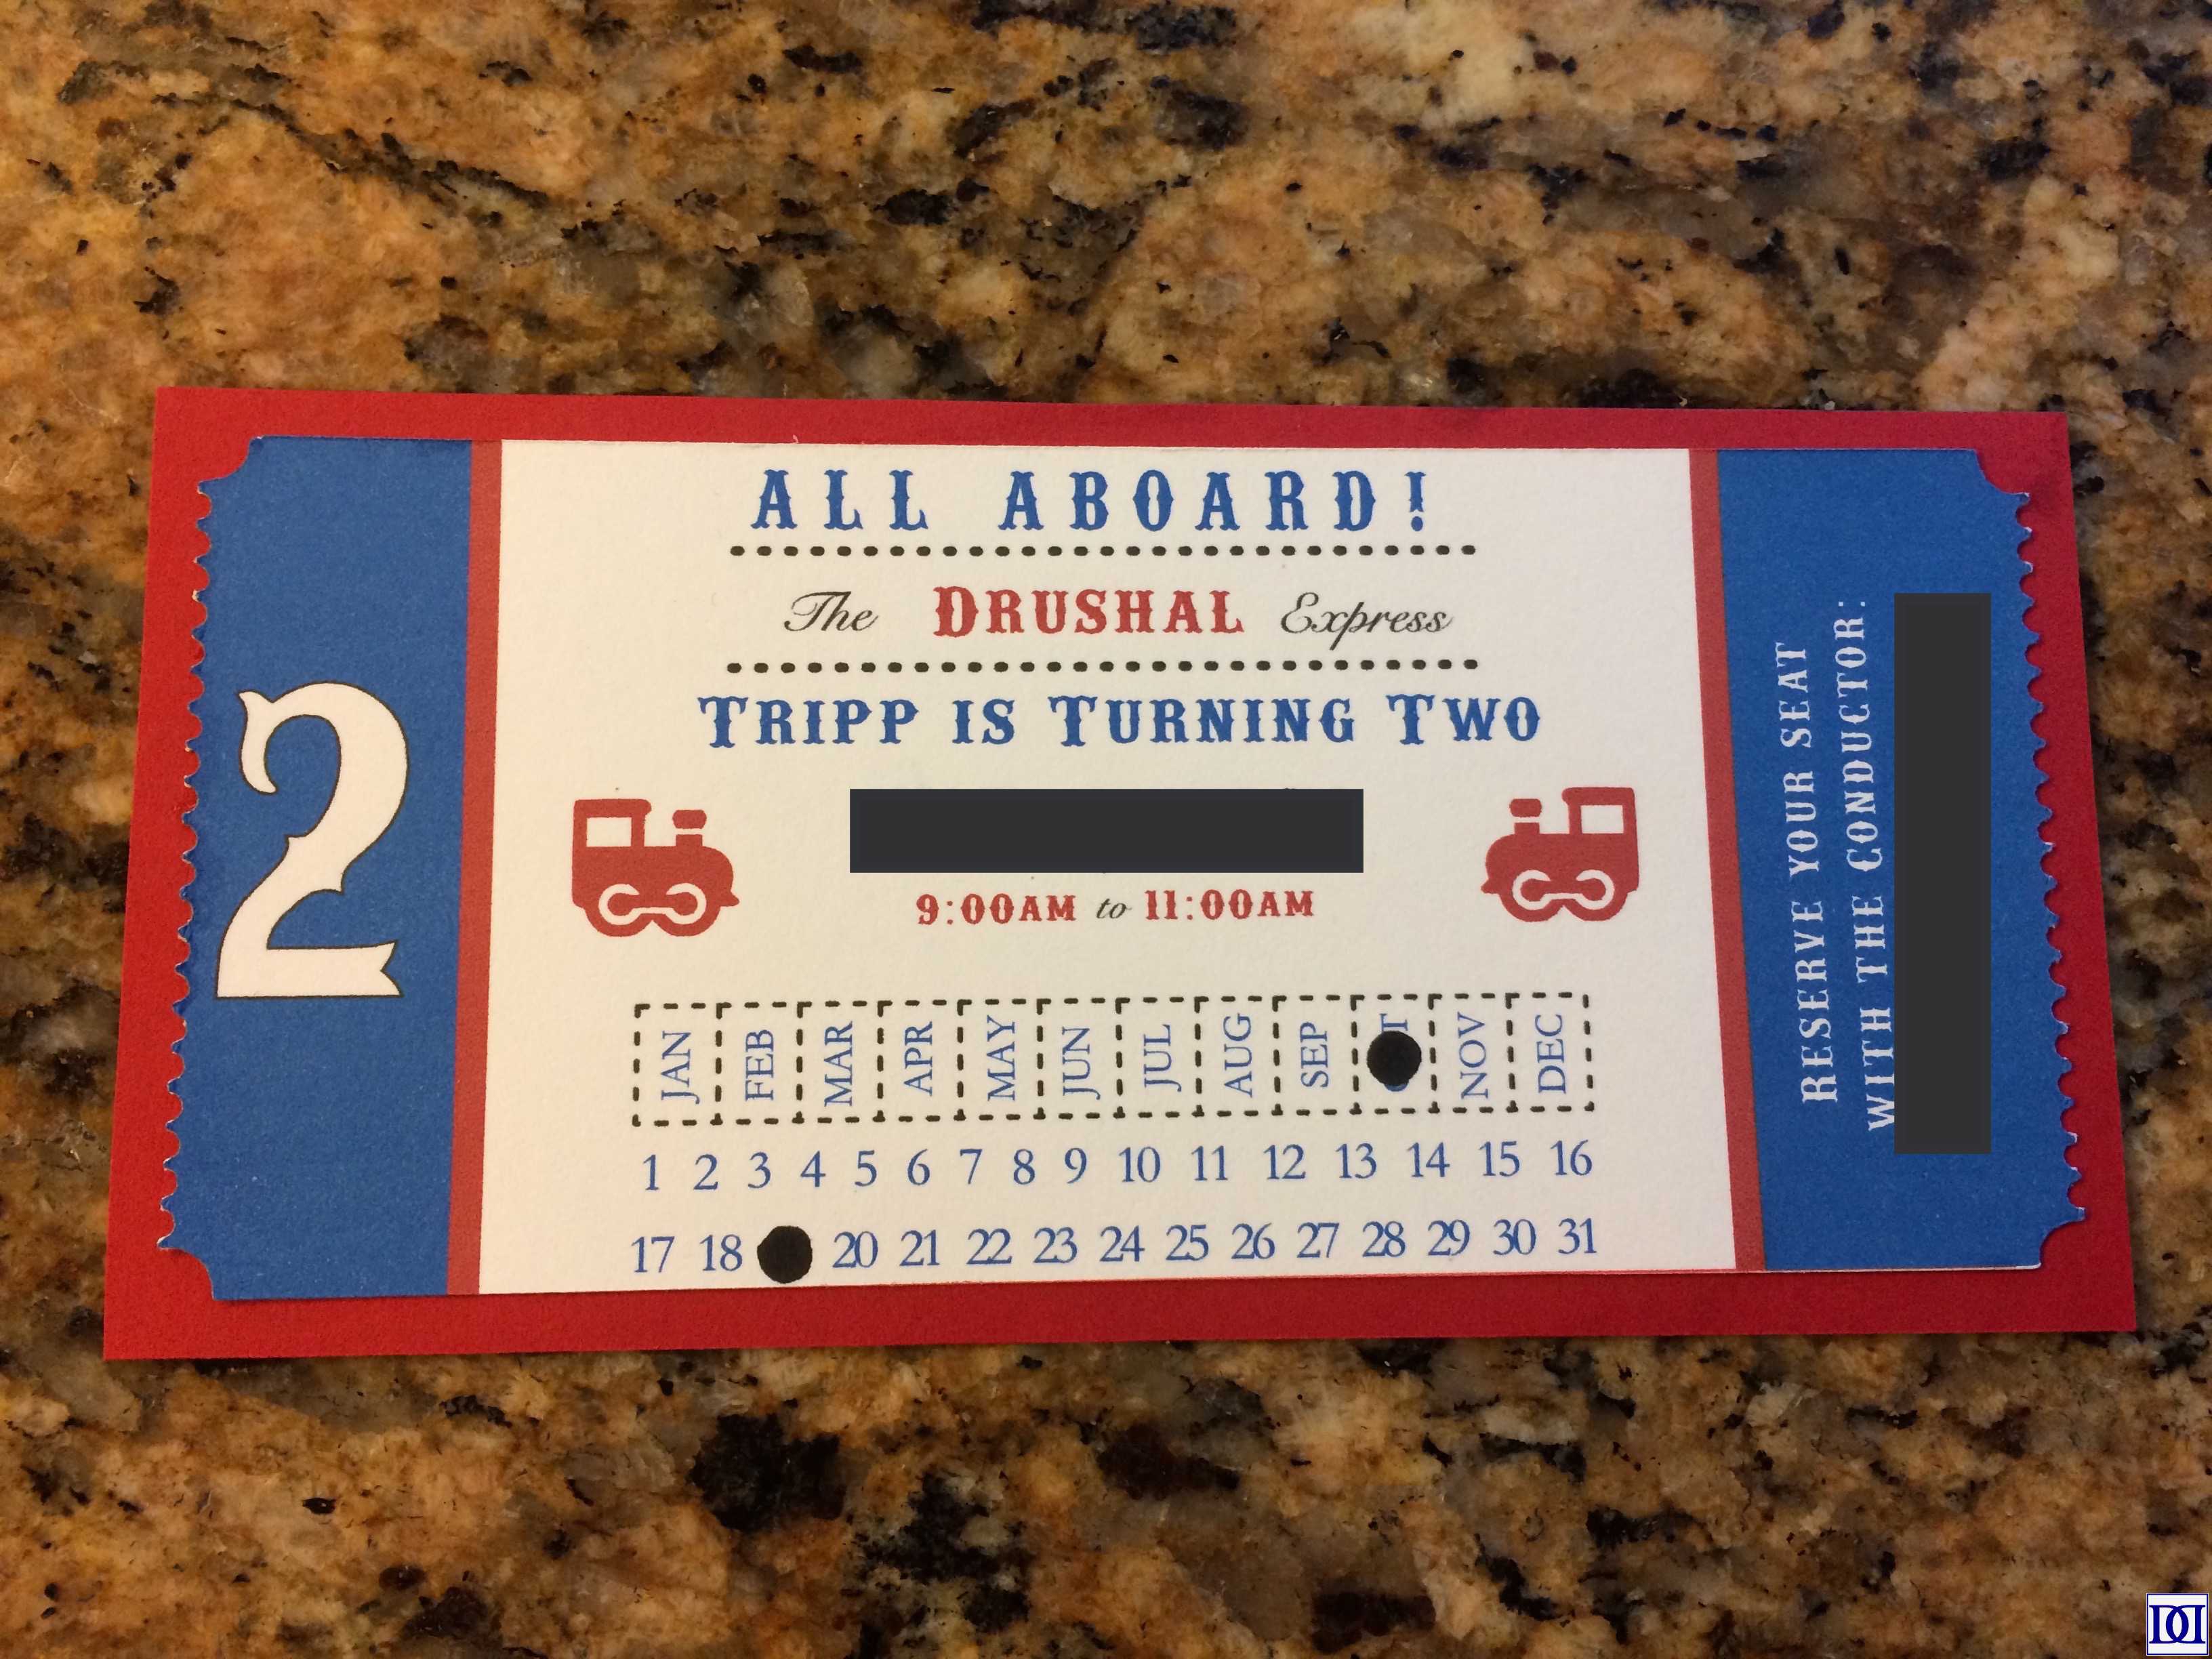 2
ALL ABOARD!
The DRUSHAL Express
TRIPP IS TURNING TWO
9:00AM to 11:00AM
JAN FEB MAR APR MAY JUN JUL AUG SEP NOV DEC
1 2 3 4 5 6 7 8 9 10 11 12 13 14 15 16
17 18 20 21 22 23 24 25 26 27 28 29 30 31
RESERVE YOUR SEAT
WITH THE CONDUCTOR: